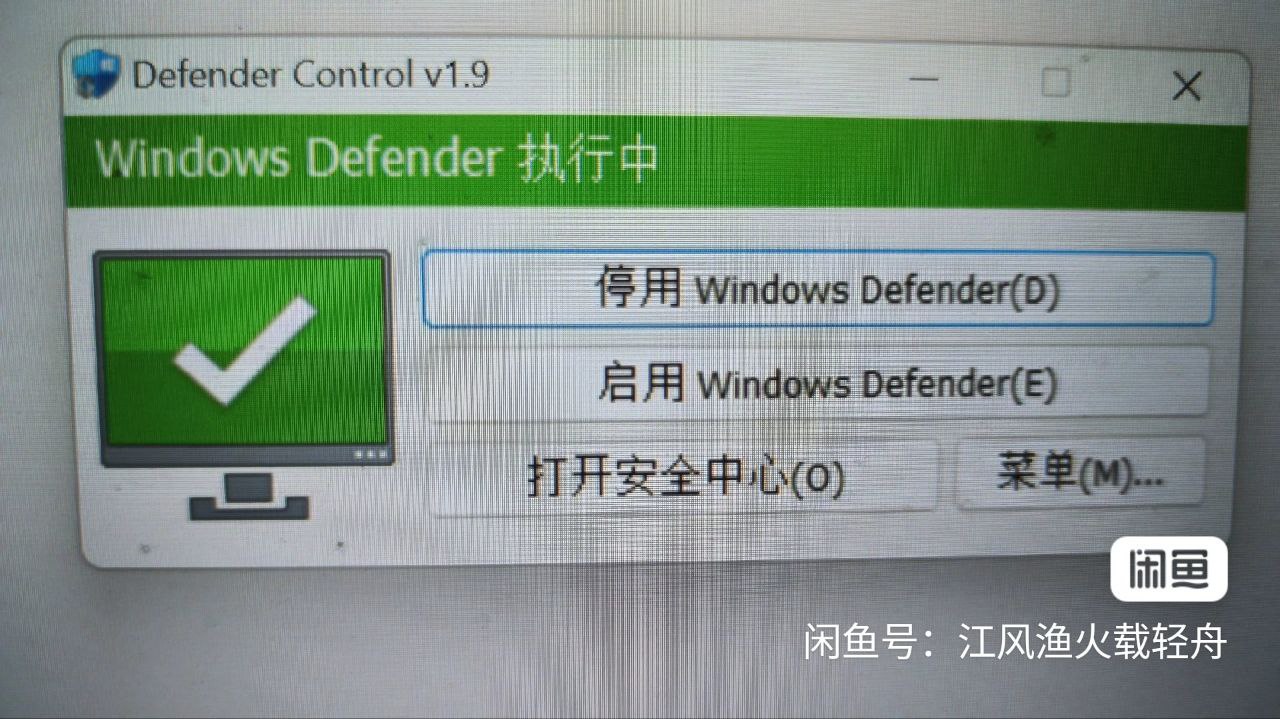 Defender Control v1.9
Windows Defender 执行中
停用 Windows Defender(D)
启用 Windows Defender(E)
打开安全中心(O)
菜单(M)...
闲鱼
闲鱼号：江风渔火载轻舟